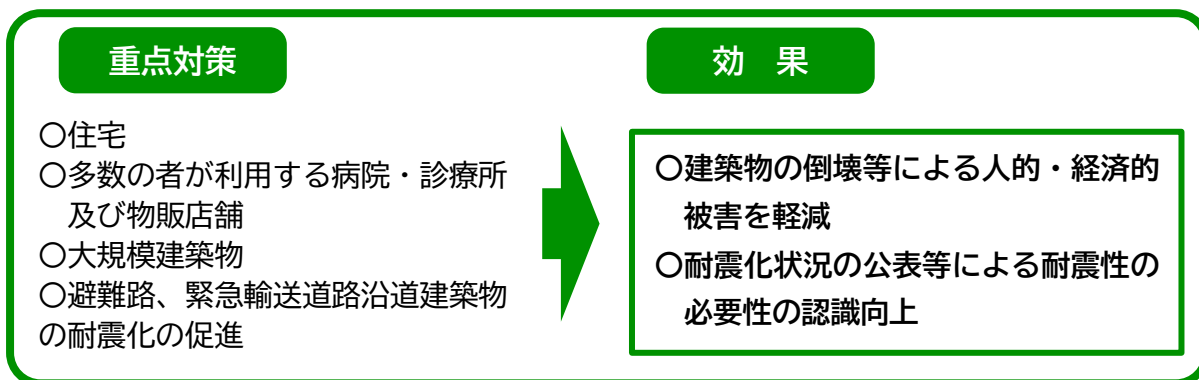 重点対策
〇住宅
〇多数の者が利用する病院・診療所
及び物販店舗
〇大規模建築物
〇避難路、緊急輸送道路沿道建築物
の耐震化の促進
効 果
〇建築物の倒壊等による人的・経済的
被害を軽減
〇耐震化状況の公表等による耐震性の
必要性の認識向上